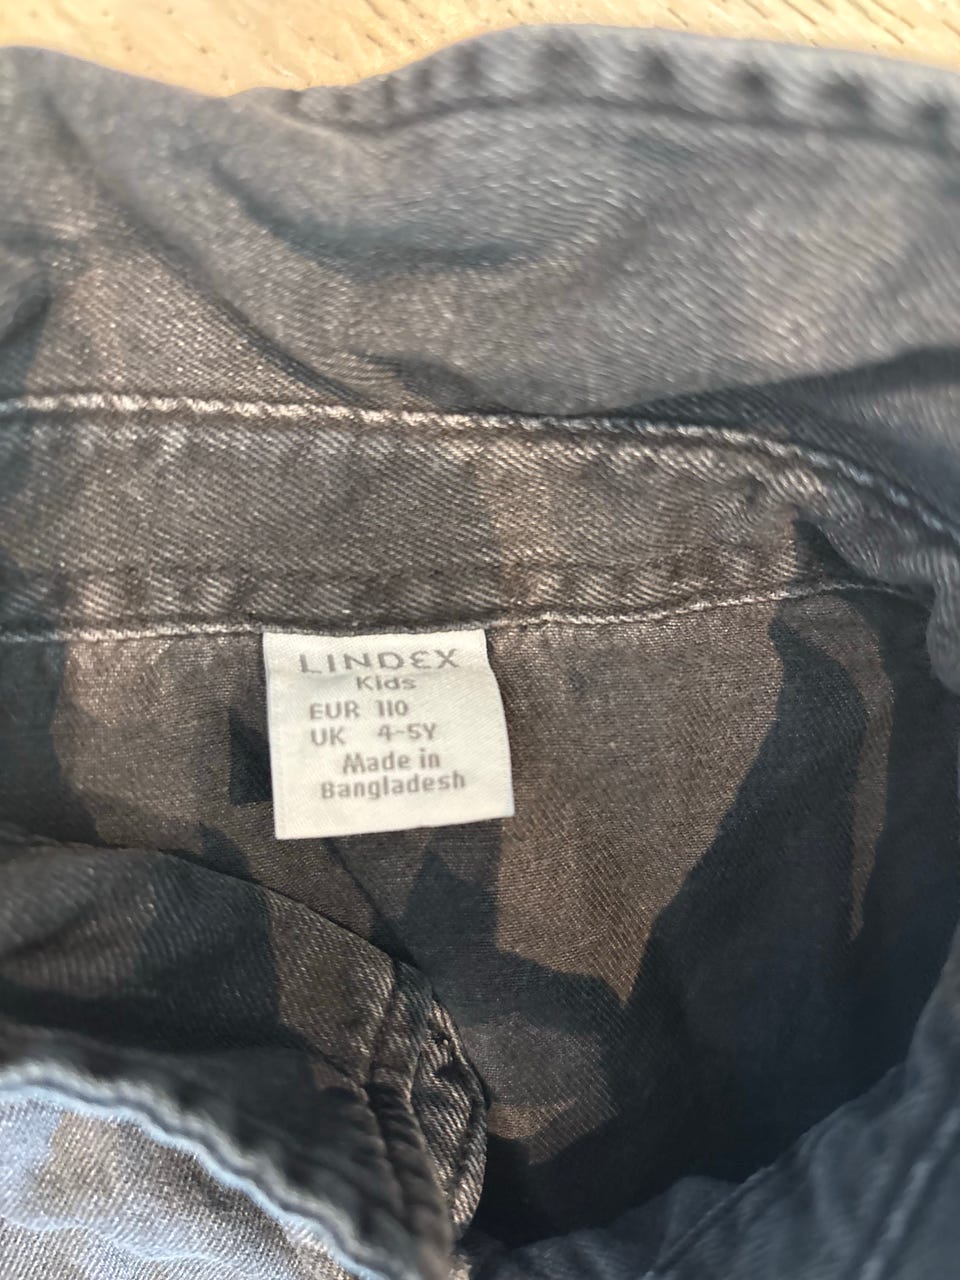 LINDEX
Kids
EUR 110
UK 4-5Y
Made in
Bangladesh